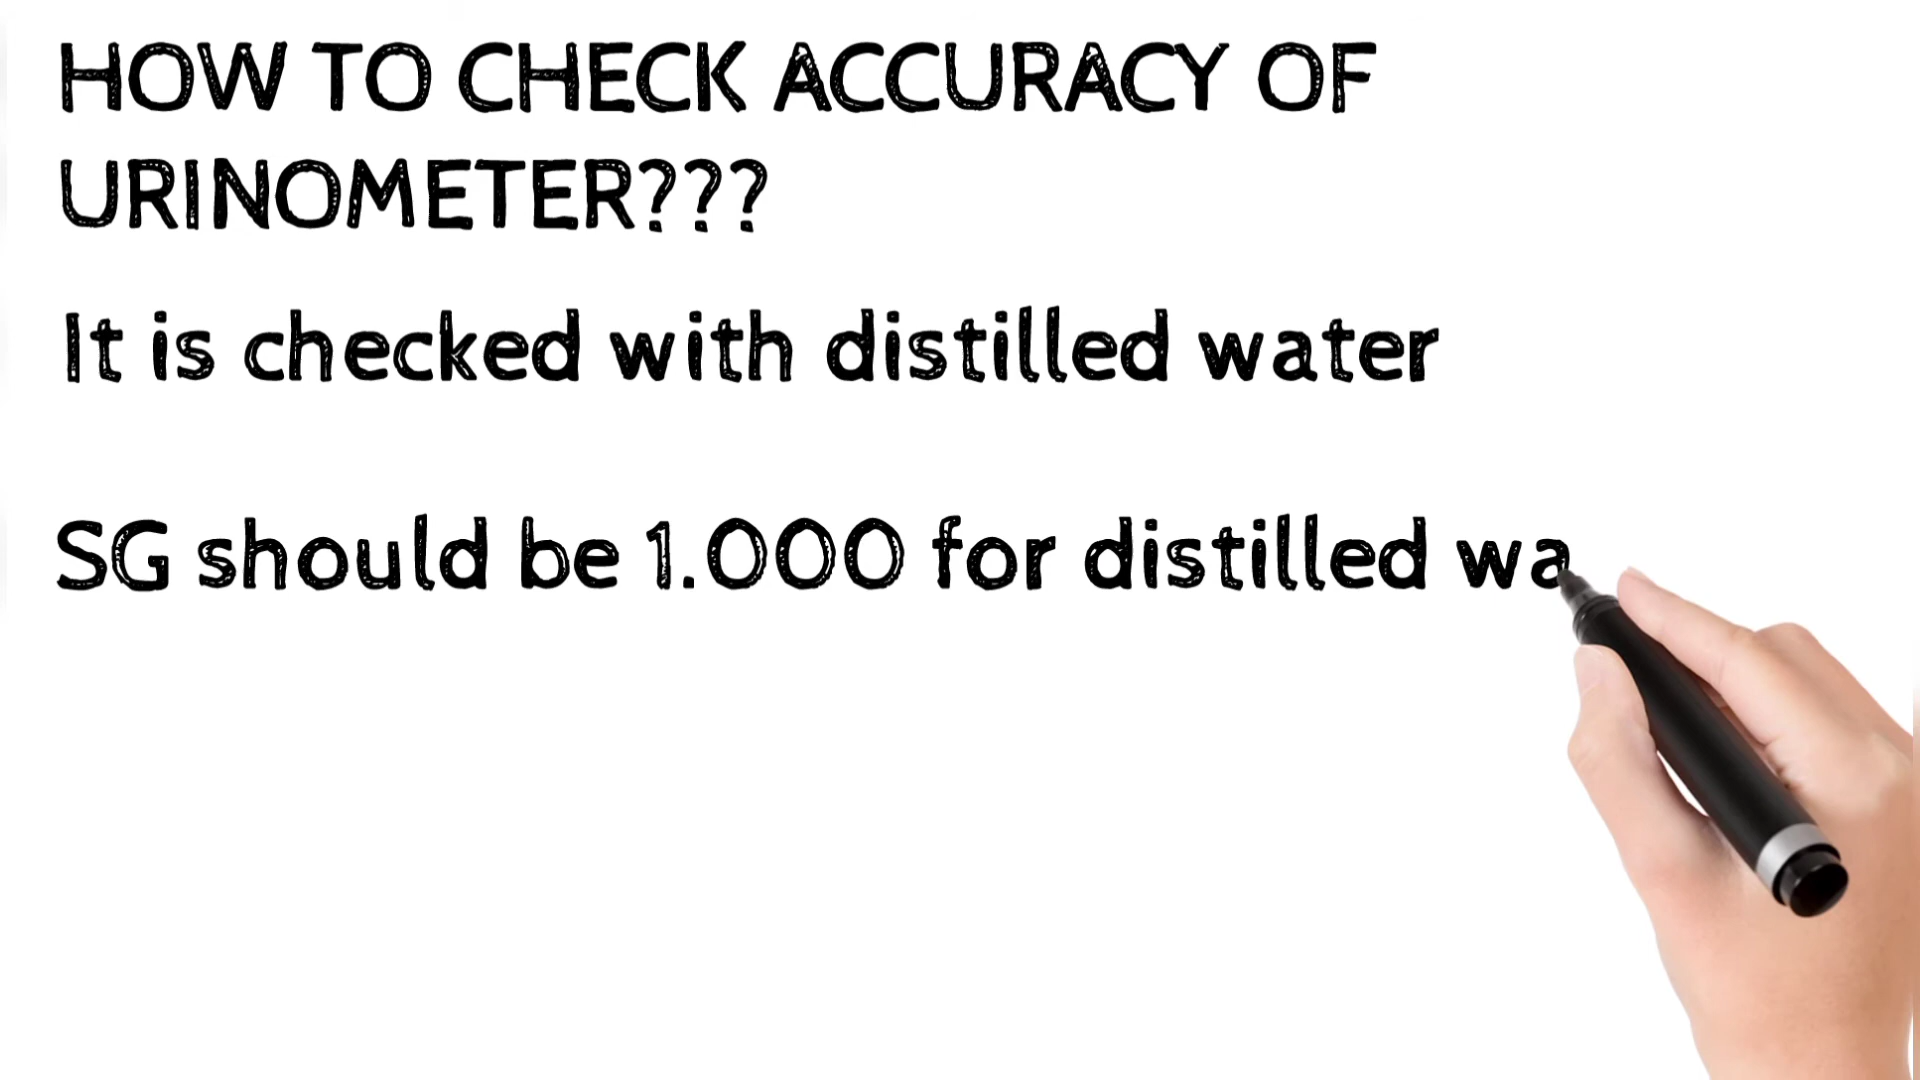 HOW TO CHECK ACCURACY OF
URINOMETER???
It is checked with distilled water
SG should be 1.000 for distilled wa